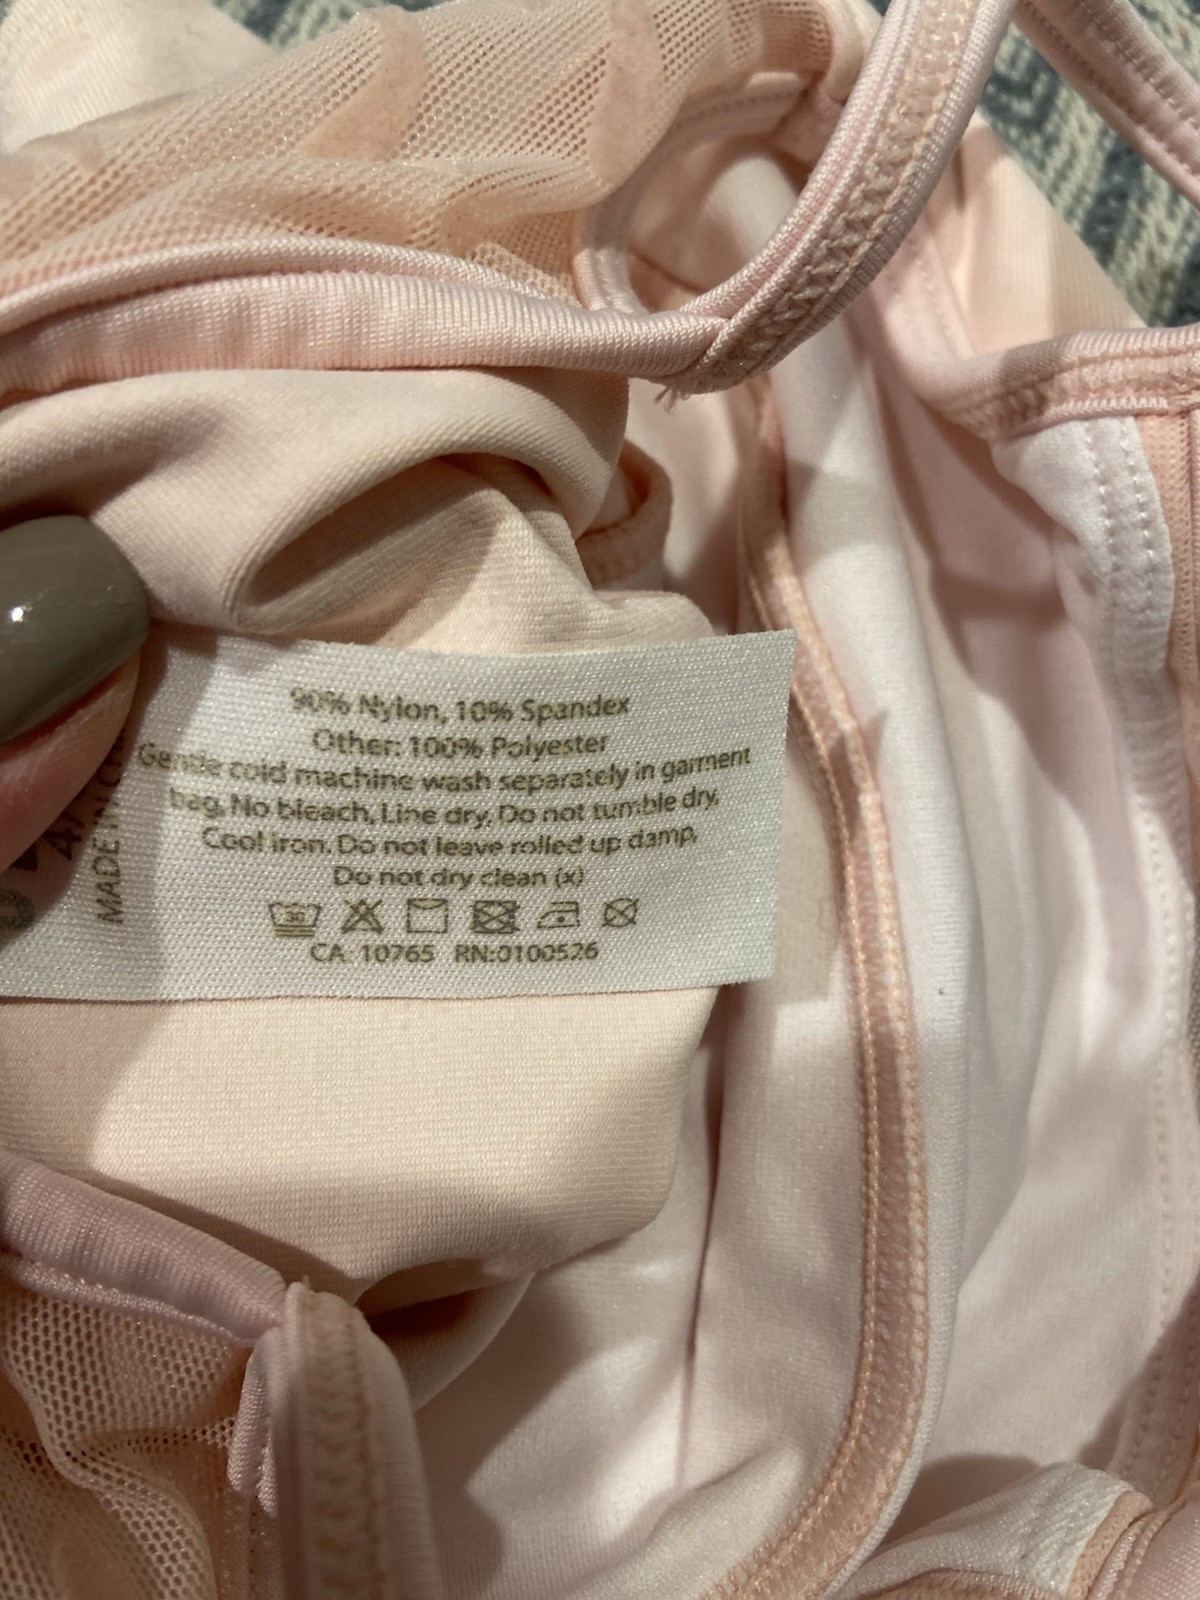 90% Nylon, 10% Spandex
Other: 100% Polyester
Gentle cold machine wash separately in garment
bag, No bleach, Line dry, Do not tumble dry,
Cool iron. Do not leave rolled up damp,
Do not dry clean (x)
30
CA: 10765 RN:0100526
MADE IN